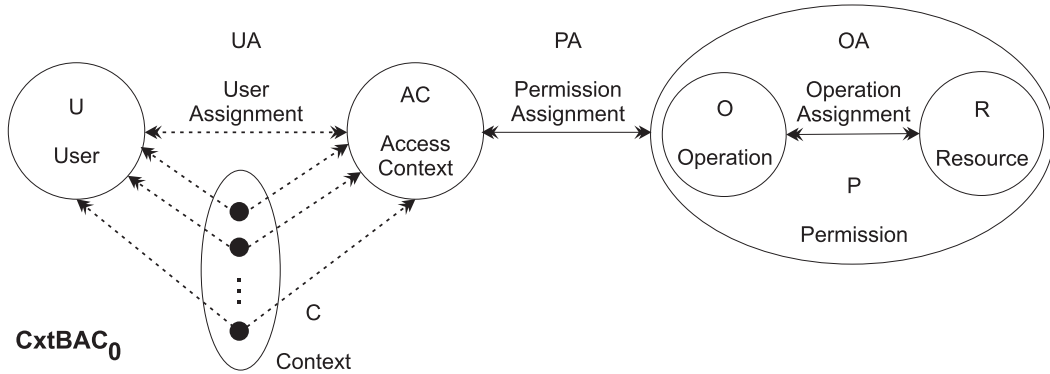 UA
PA
OA
U
User
User
Assignment
AC
Access
Context
Permission
Assignment
O
Operation
Operation
Assignment
R
Resource
P
Permission
C
Context
CxtBAC0